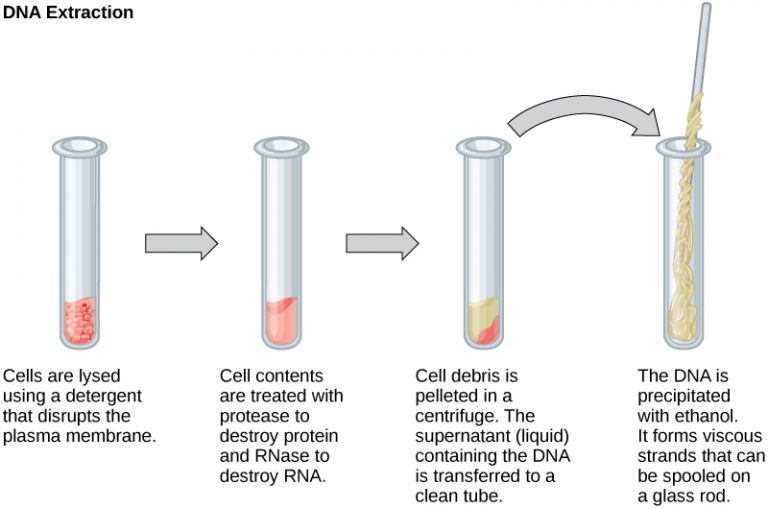 DNA Extraction
Cells are lysed
using a detergent
that disrupts the
plasma membrane.
Cell contents
are treated with
protease to
destroy protein
and RNase to
destroy RNA.
Cell debris is
pelleted in a
centrifuge. The
supernatant (liquid)
containing the DNA
is transferred to a
clean tube.
The DNA is
precipitated
with ethanol.
It forms viscous
strands that can
be spooled on
a glass rod.